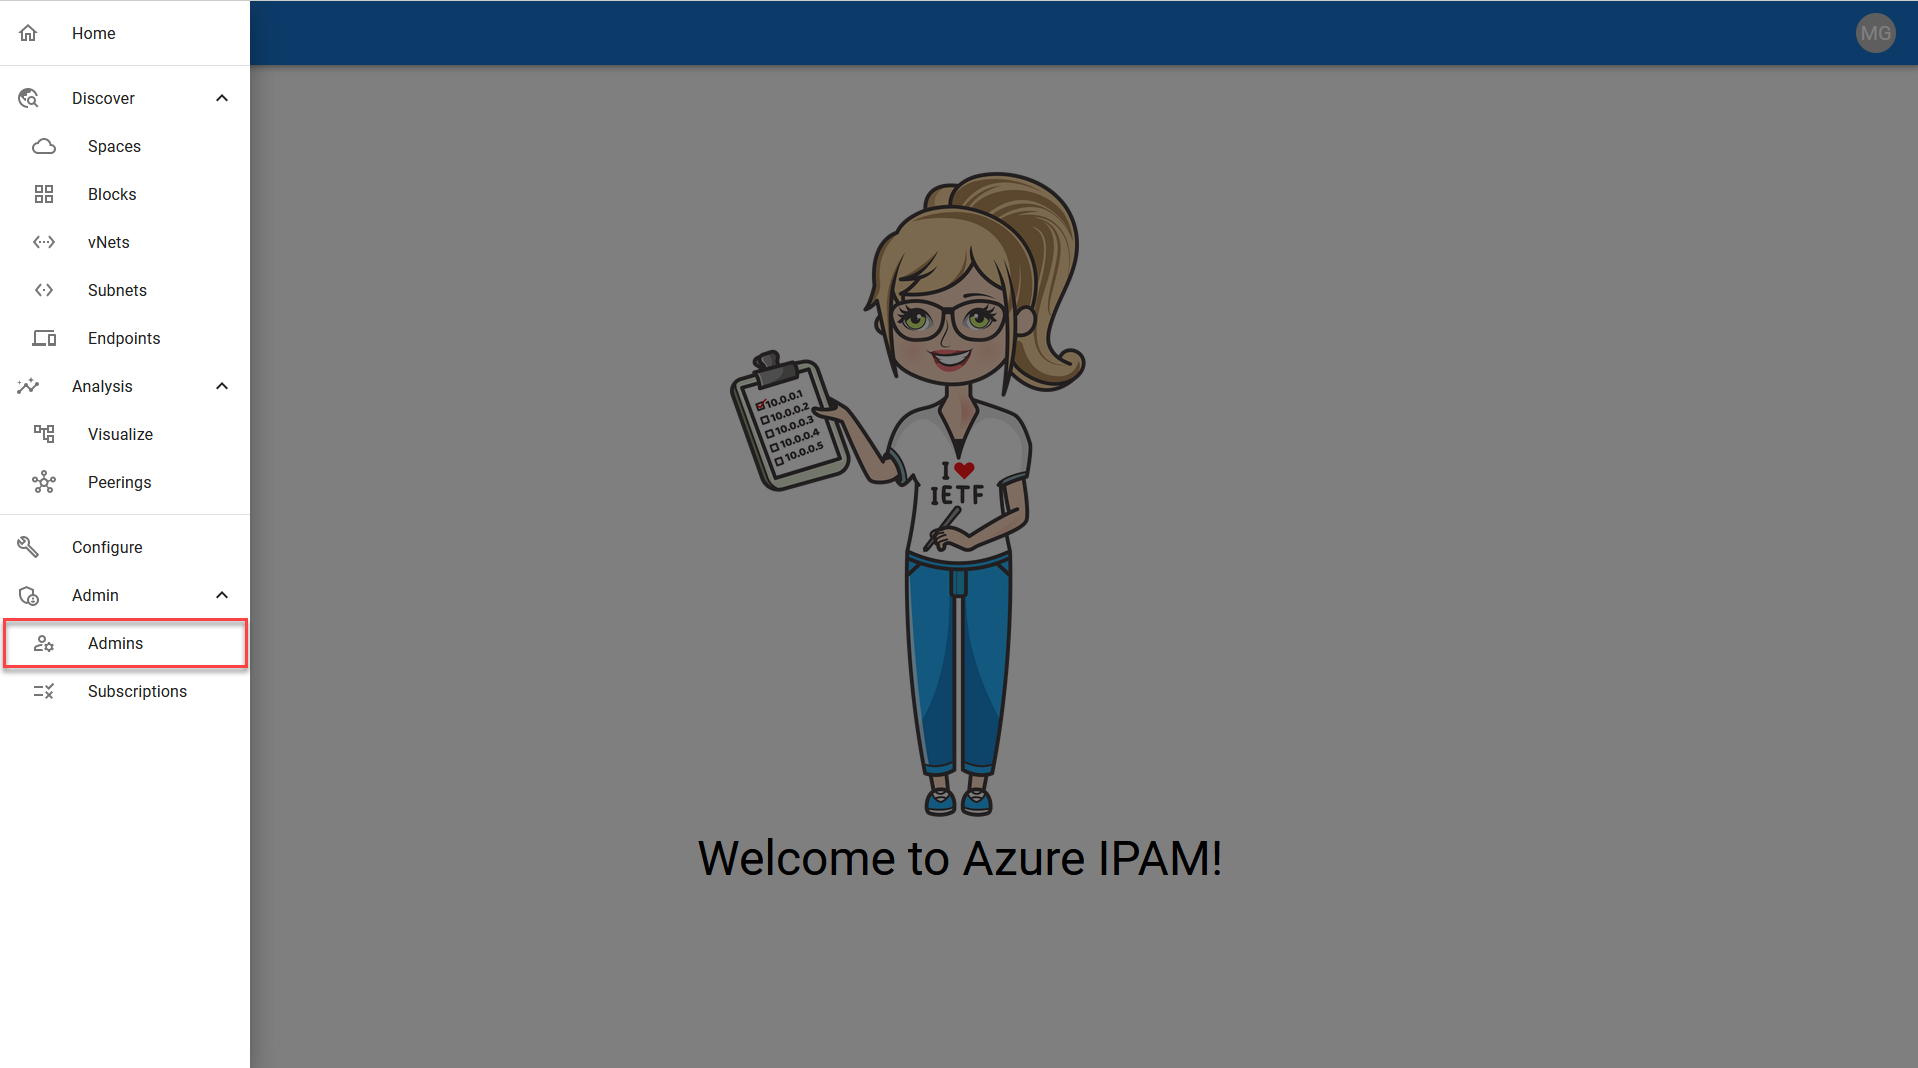 Home
MG
Discover
Spaces
Blocks
vNets
Subnets
Endpoints
Analysis
Visualize
Peerings
Configure
Admin
Admins
Subscriptions
10.0.0.1
10.0.0.2
10.0.0.3
10.0.0.4
10.0.0.5
I ❤
IETF
Welcome to Azure IPAM!